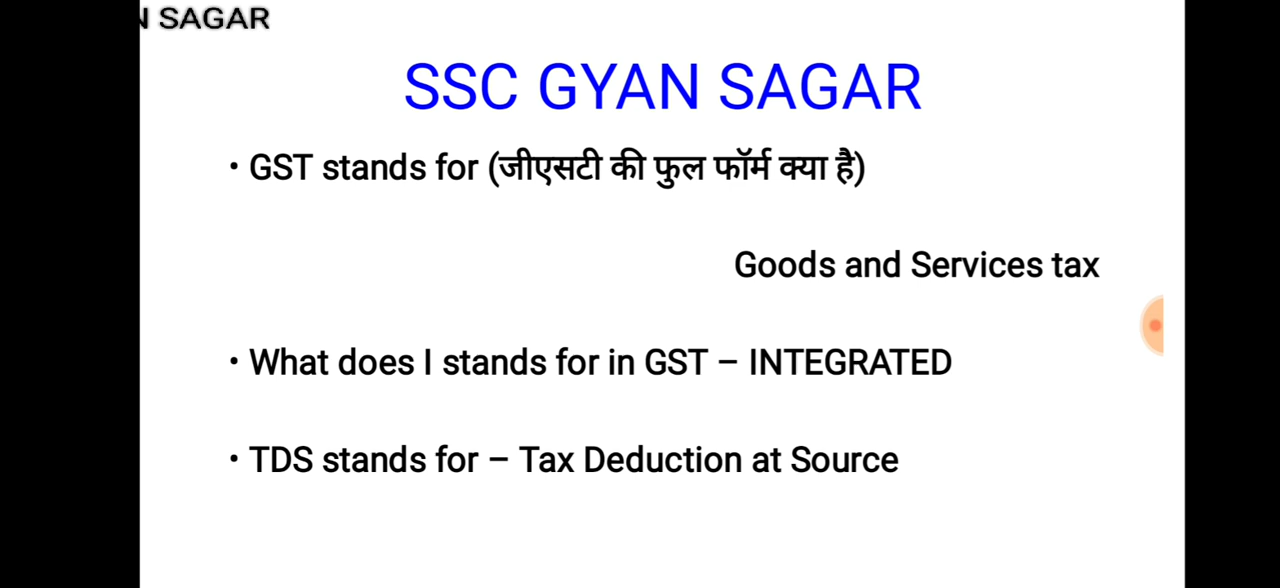 SAGAR
SSC GYAN SAGAR
• GST stands for (जीएसटी की फुल फॉर्म क्या है)
Goods and Services tax
• What does I stands for in GST – INTEGRATED
• TDS stands for – Tax Deduction at Source